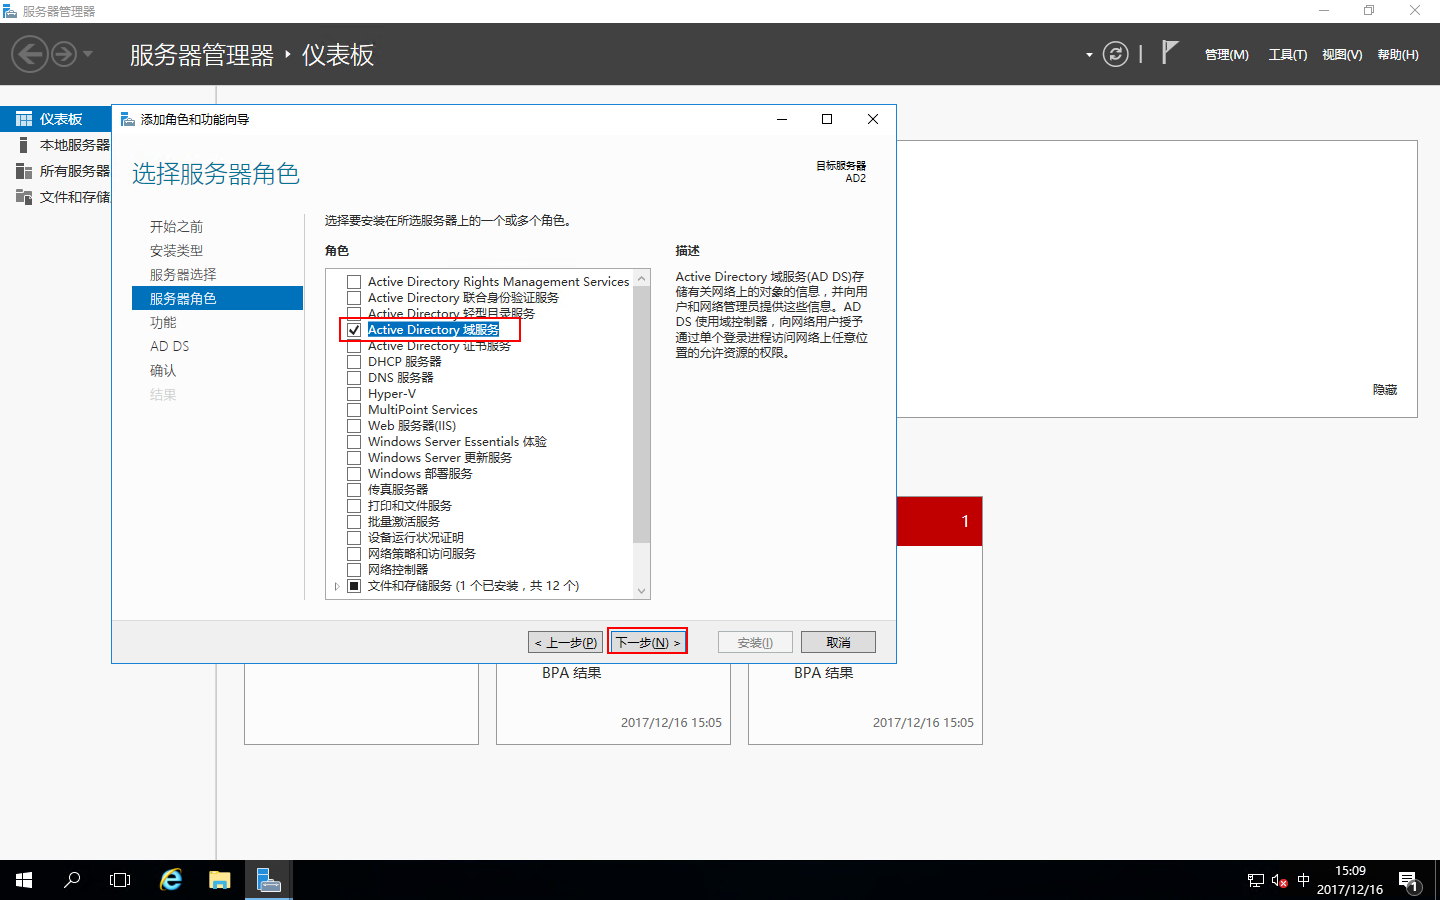 服务器管理器
服务器管理器 ‣ 仪表板
管理(M) 工具(T) 视图(V) 帮助(H)
仪表板
本地服务器
所有服务器
文件和存储
添加角色和功能向导
选择服务器角色
目标服务器
AD2
开始之前
安装类型
服务器选择
服务器角色
功能
AD DS
确认
结果
选择要安装在所选服务器上的一个或多个角色。
角色
Active Directory Rights Management Services
Active Directory 联合身份验证服务
Active Directory 轻型目录服务
Active Directory 域服务
Active Directory 证书服务
DHCP 服务器
DNS 服务器
Hyper-V
MultiPoint Services
Web 服务器(IIS)
Windows Server Essentials 体验
Windows Server 更新服务
Windows 部署服务
传真服务器
打印和文件服务
批量激活服务
设备运行状况证明
网络策略和访问服务
网络控制器
文件和存储服务 (1 个已安装，共 12 个)
描述
Active Directory 域服务(AD DS)存
储有关网络上的对象的信息，并向用
户和网络管理员提供这些信息。AD
DS 使用域控制器，向网络用户授予
通过单个登录进程访问网络上任意位
置的允许资源的权限。
< 上一步(P)
下一步(N) >
安装(I)
取消
隐藏
1
BPA 结果
2017/12/16 15:05
BPA 结果
2017/12/16 15:05
中
15:09
2017/12/16
1